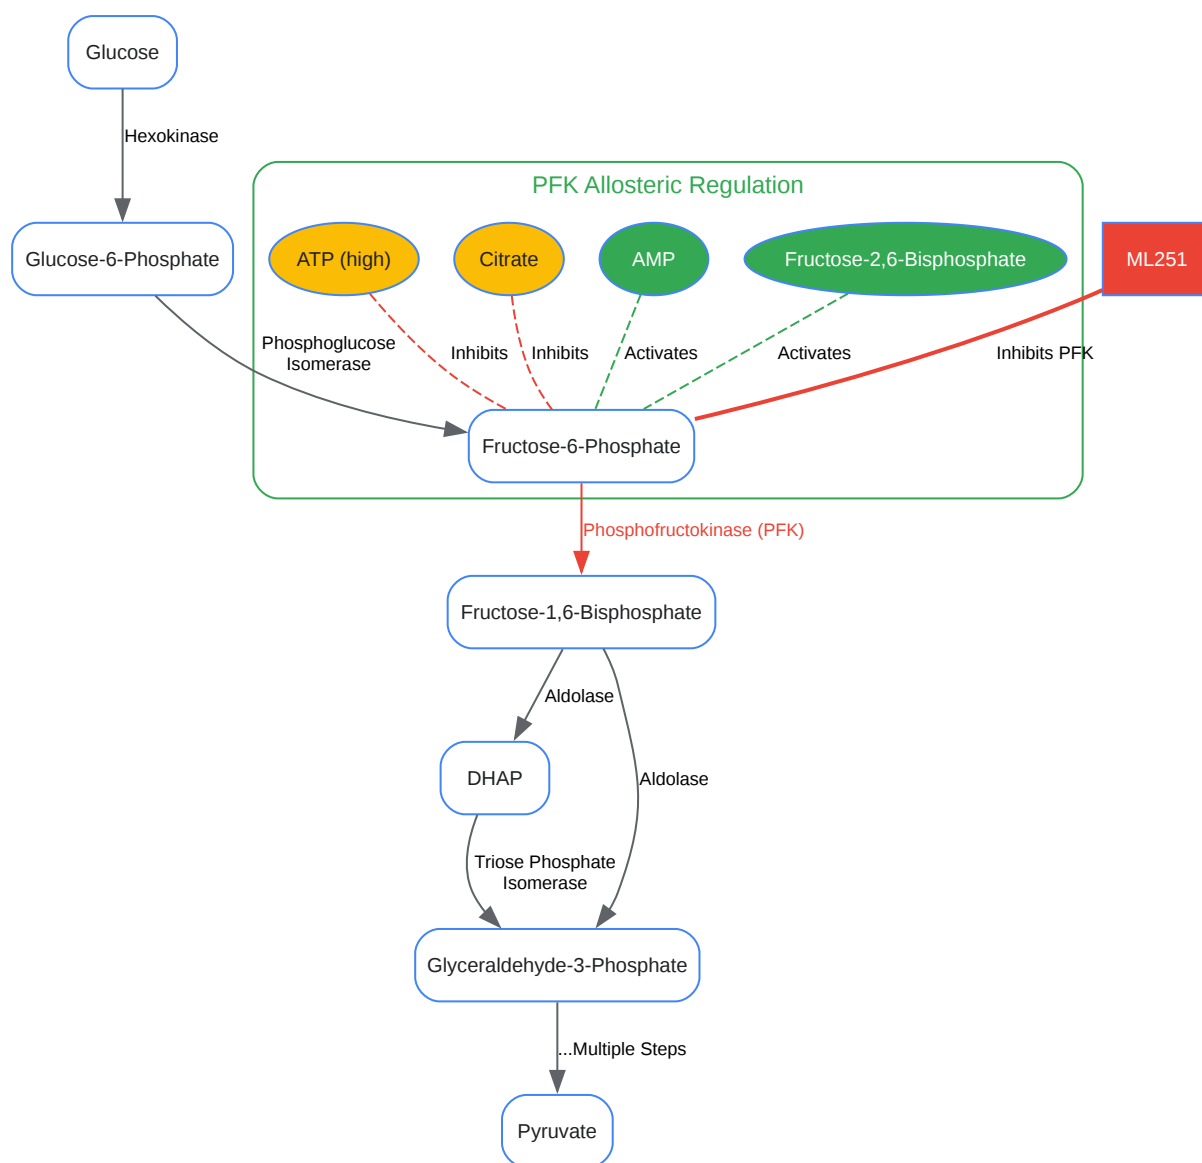 Glucose
Hexokinase
PFK Allosteric Regulation
Glucose-6-Phosphate
ATP (high)
Citrate
AMP
Fructose-2,6-Bisphosphate
ML251
Phosphoglucose
Isomerase
Inhibits
Inhibits
Activates
Activates
Inhibits PFK
Fructose-6-Phosphate
Phosphofructokinase (PFK)
Fructose-1,6-Bisphosphate
Aldolase
DHAP
Aldolase
Triose Phosphate
Isomerase
Glyceraldehyde-3-Phosphate
...Multiple Steps
Pyruvate